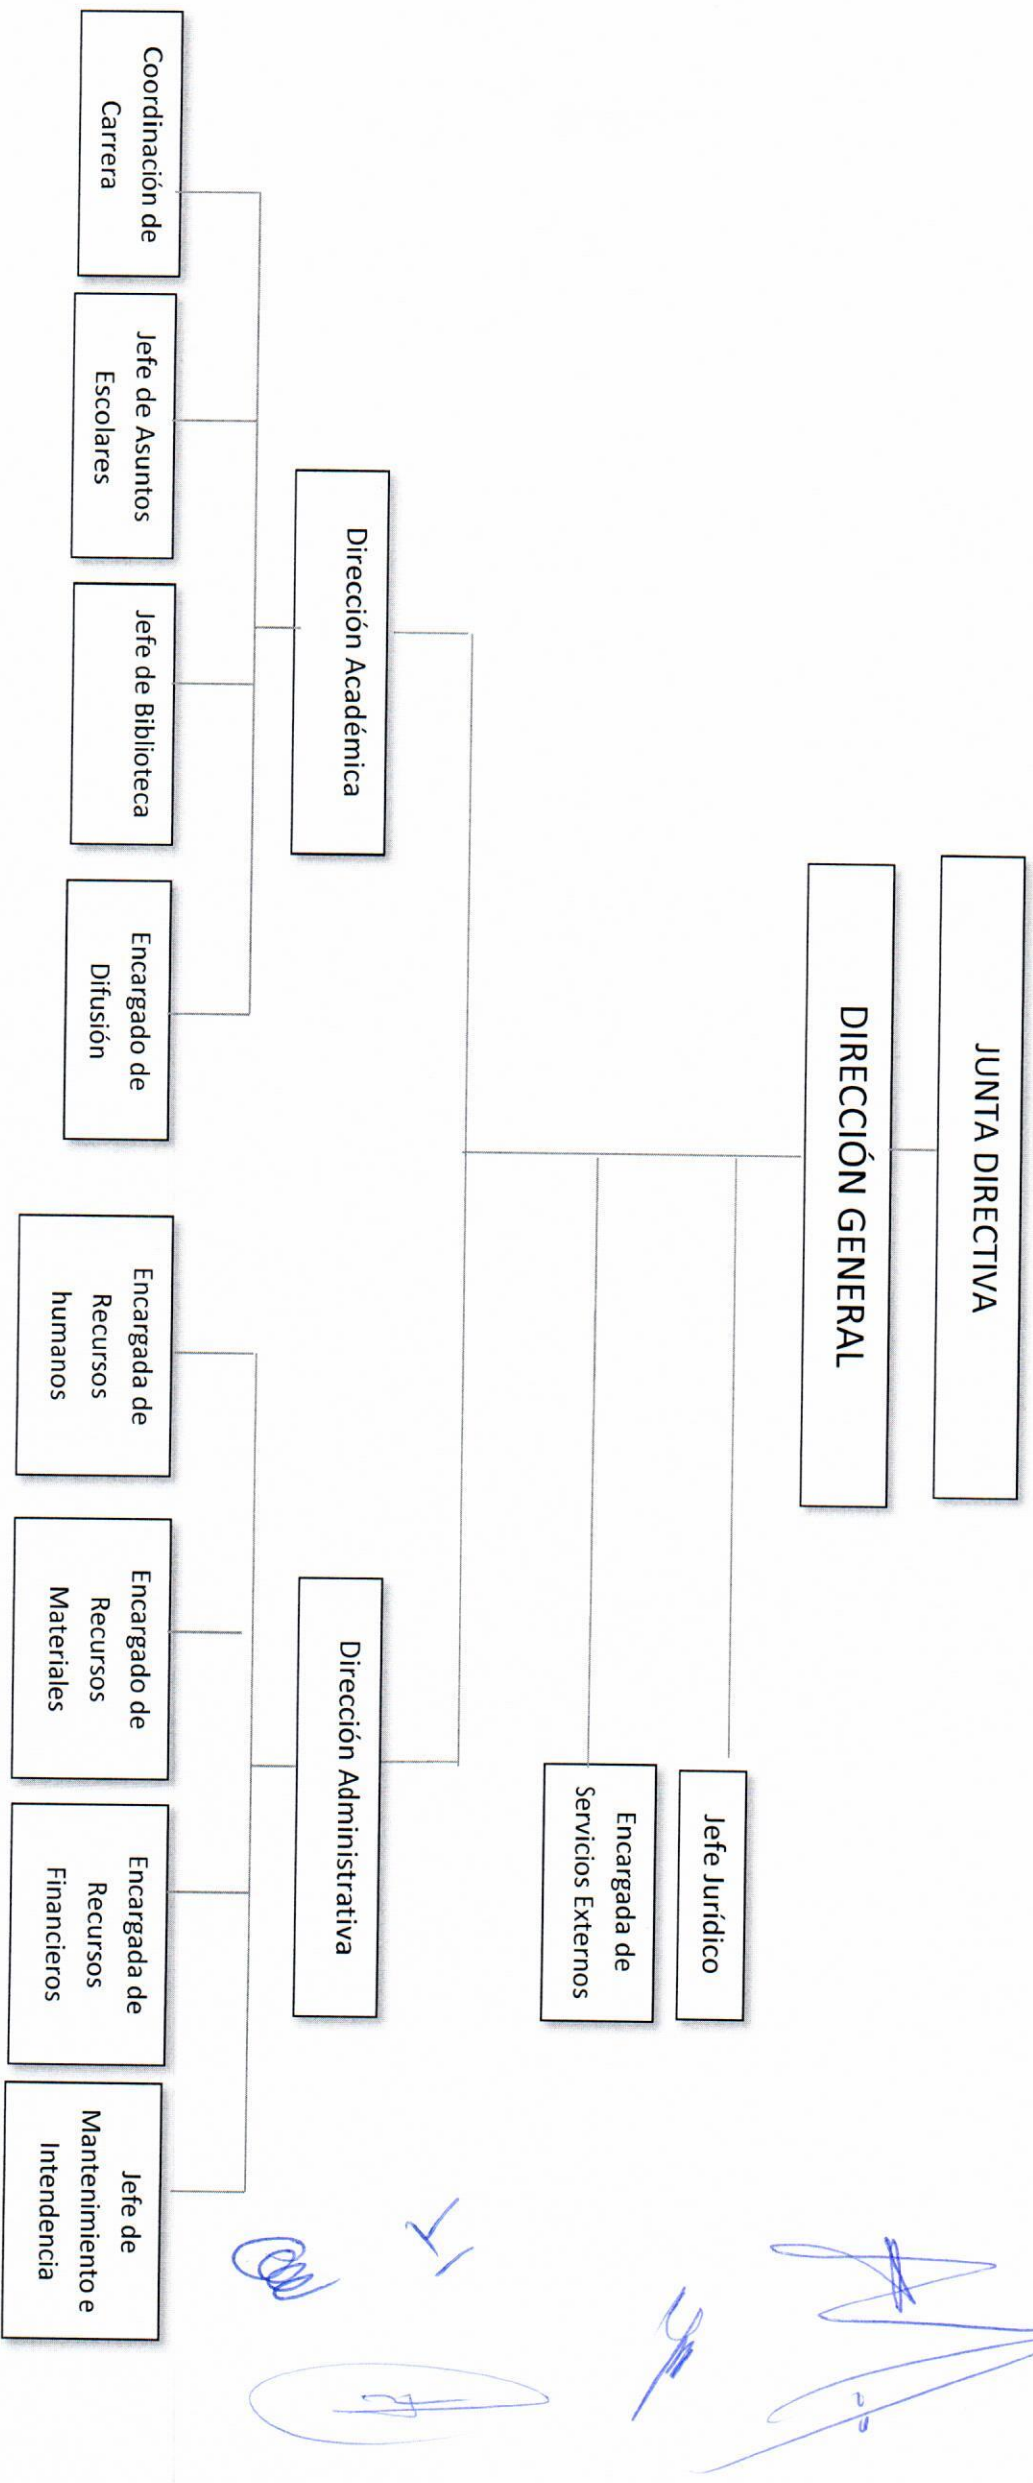 JUNTA DIRECTIVA
DIRECCIÓN GENERAL
Jefe Jurídico
Encargada de
Servicios Externos
Dirección Académica
Dirección Administrativa
Coordinación de
Carrera
Jefe de Asuntos
Escolares
Jefe de Biblioteca
Encargado de
Difusión
Encargada de
Recursos
humanos
Encargado de
Recursos
Materiales
Encargada de
Recursos
Financieros
Jefe de
Mantenimiento e
Intendencia